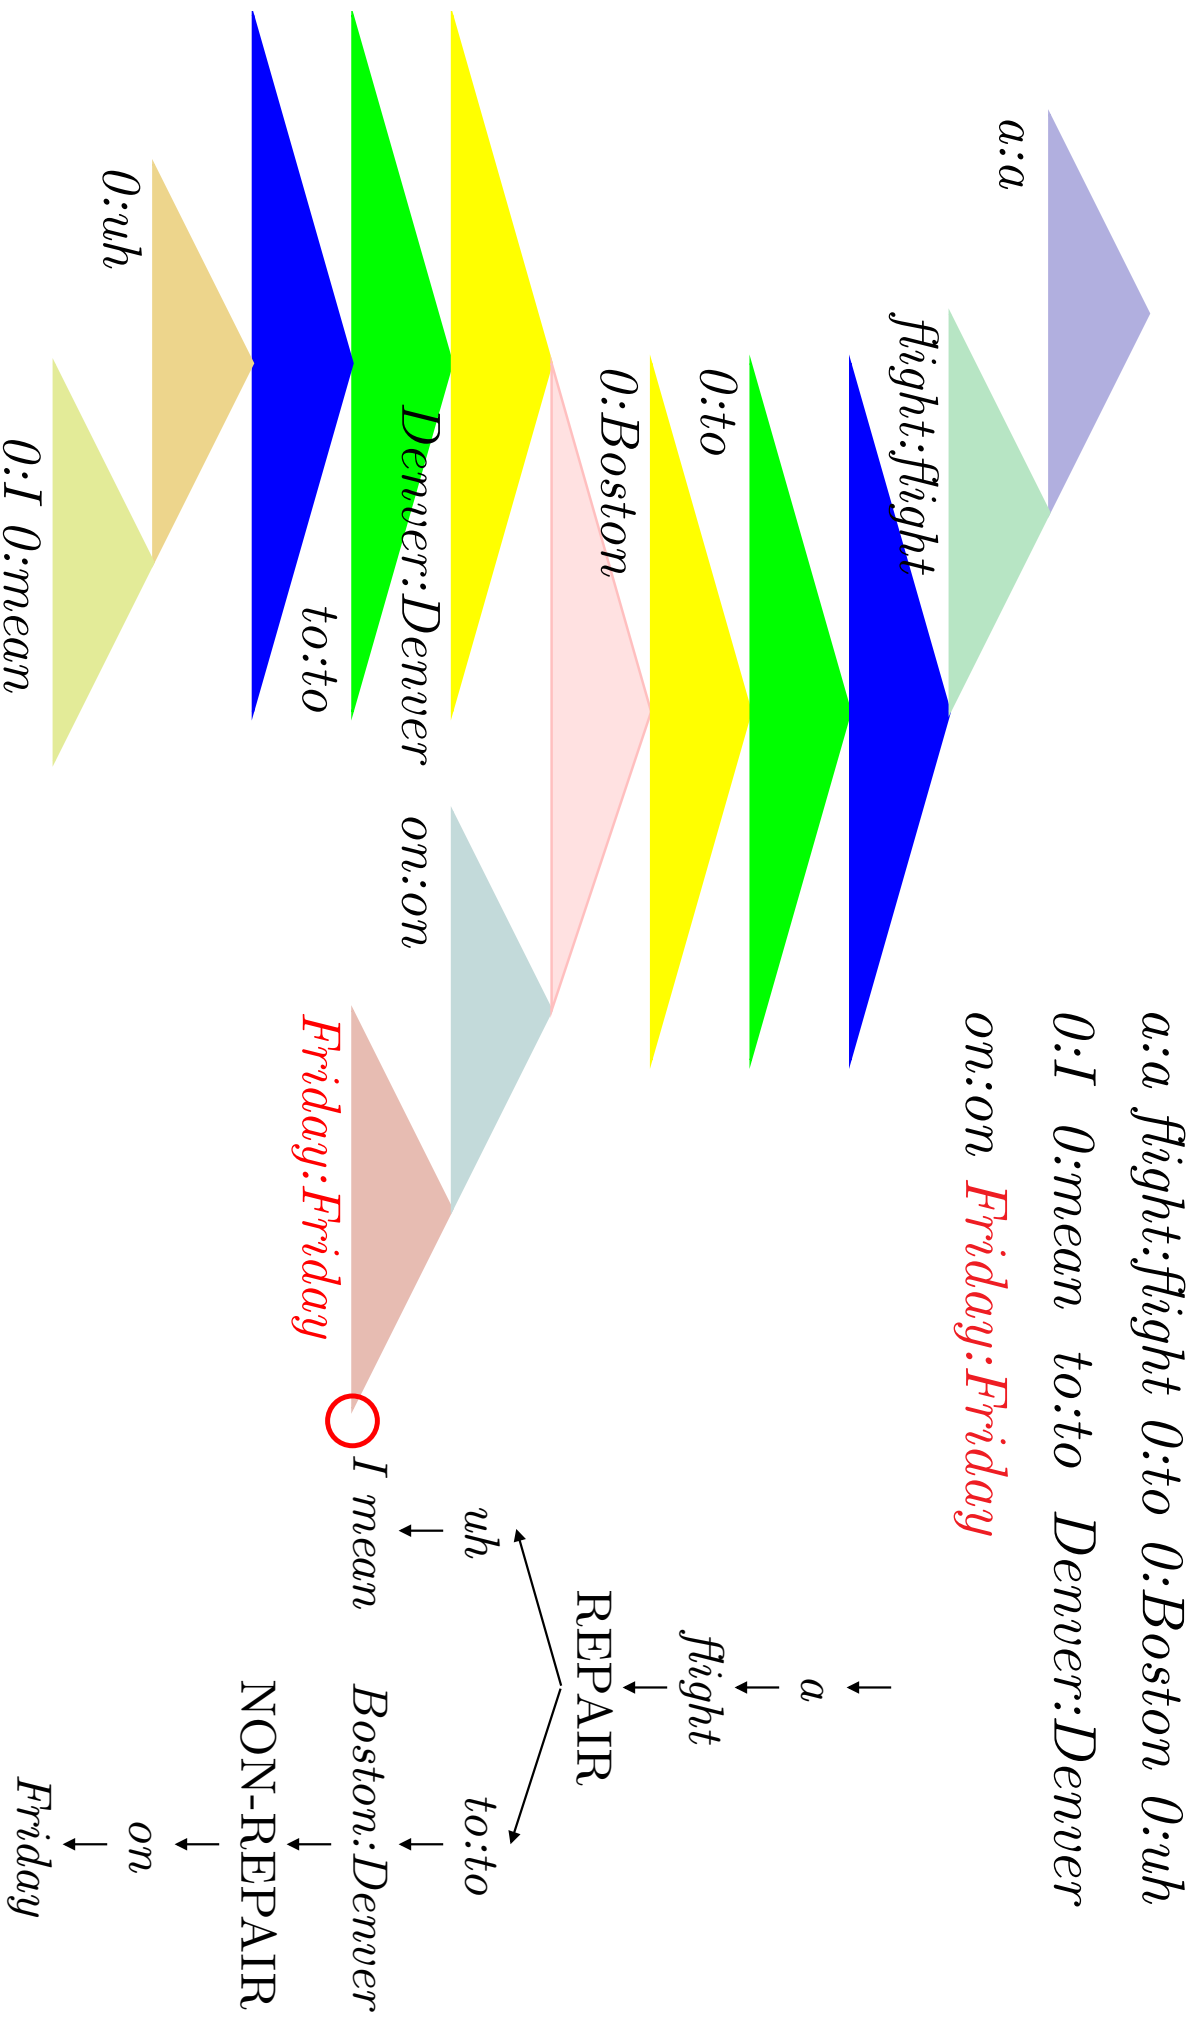 a:a flight:flight 0:to 0:Boston 0:uh
0:I 0:mean to:to Denver:Denver
on:on Friday:Friday
a:a
flight:flight
0:to
0:Boston
Denver:Denver
on:on
to:to
Friday:Friday
0:uh
0:I 0:mean
a
flight
REPAIR
uh
to:to
I mean
Boston:Denver
NON-REPAIR
on
Friday